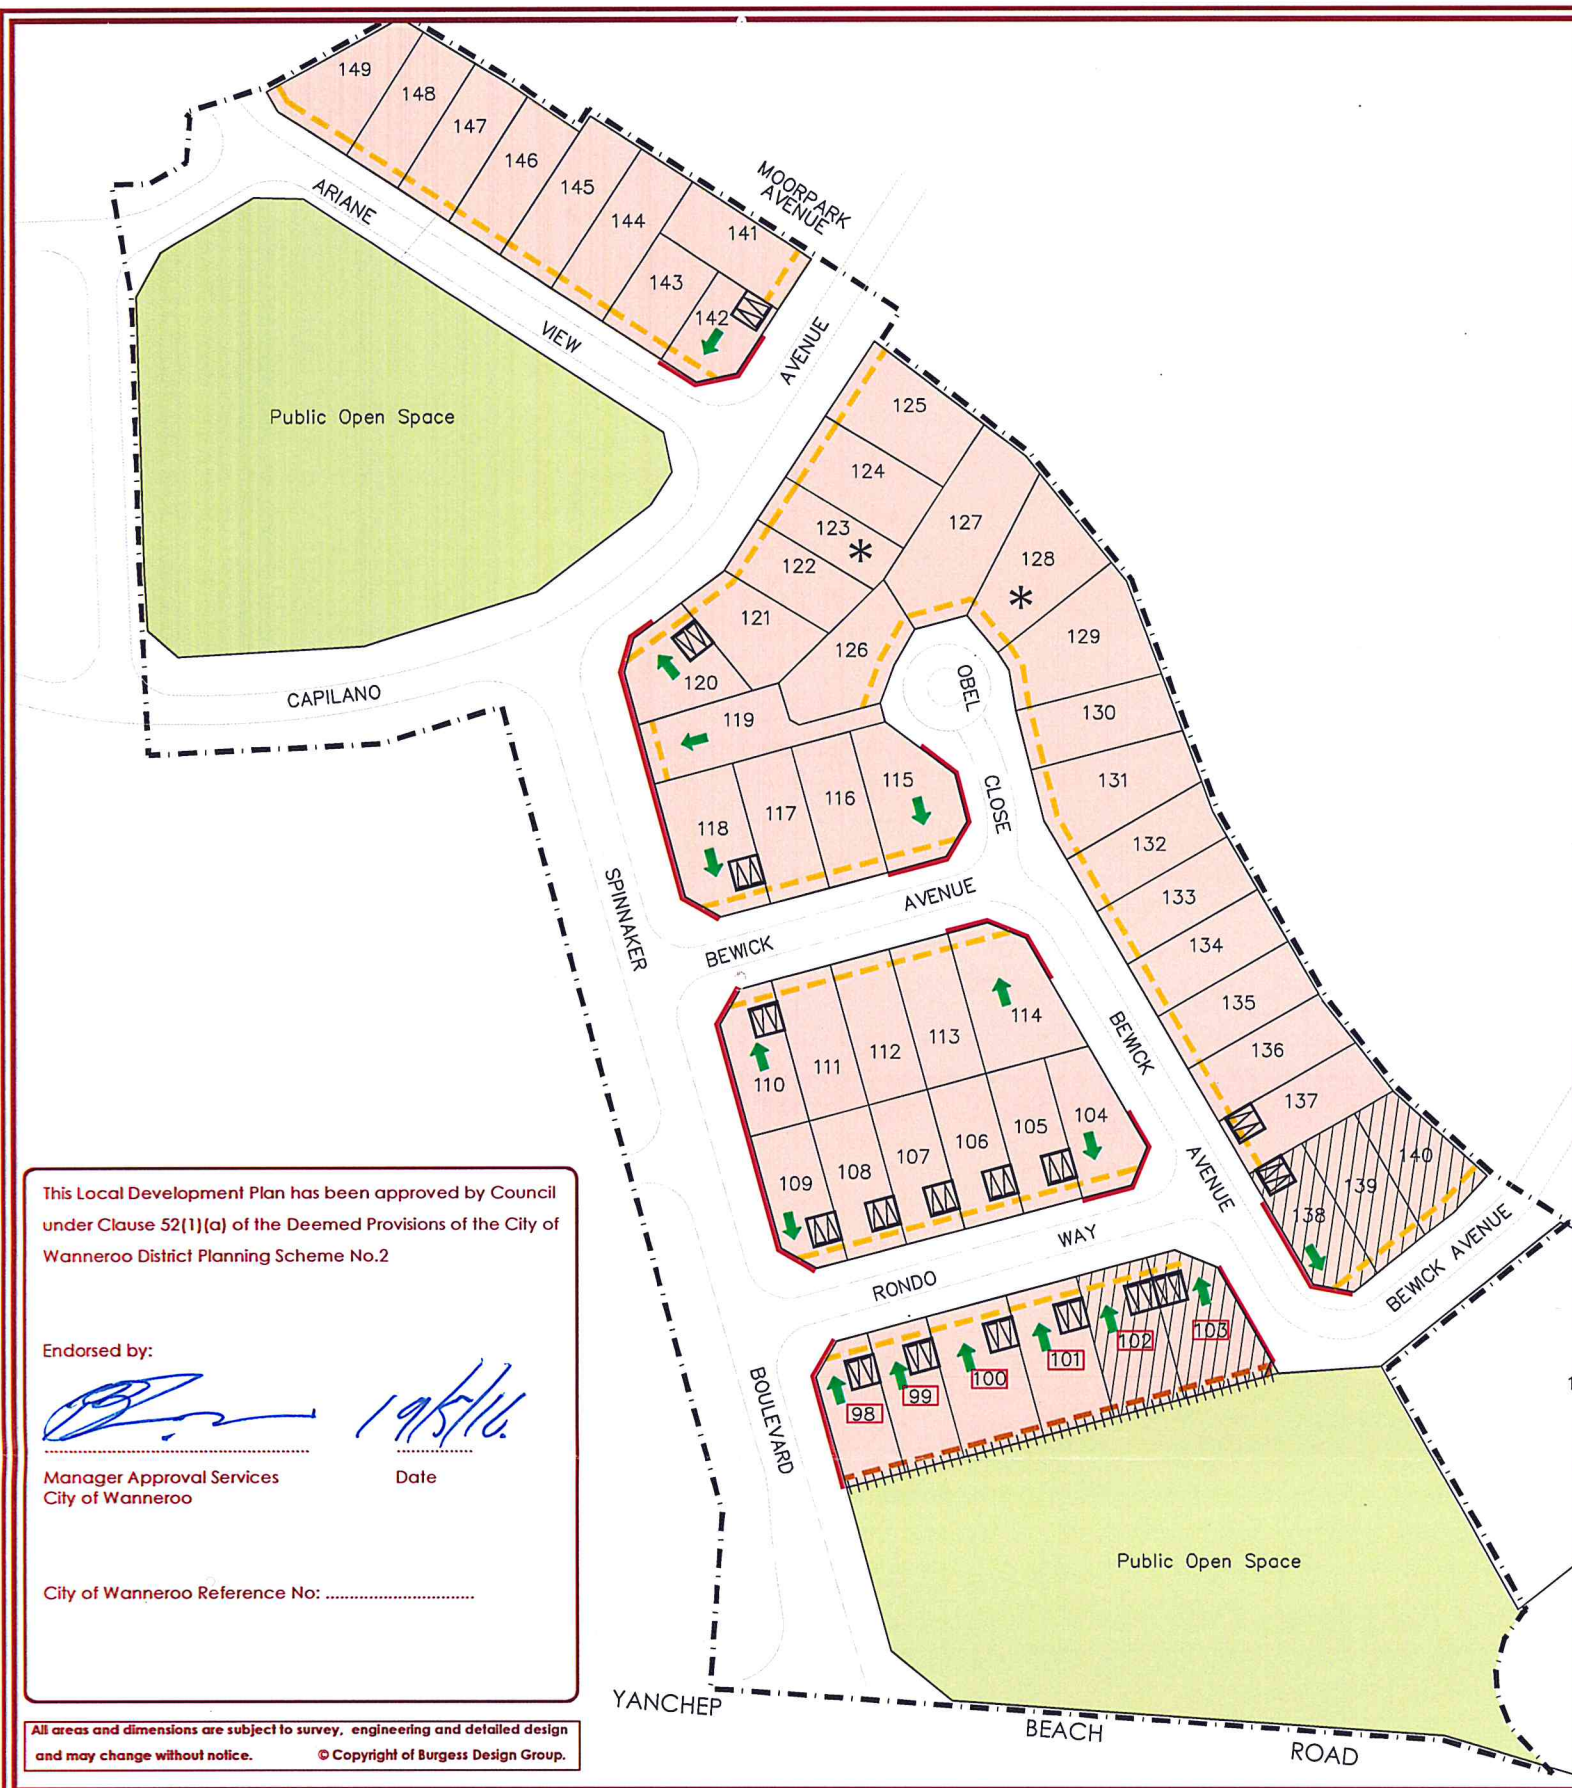 149
148
147
146
145
144
141
143
142
MOORPARK
AVENUE
ARIANE
VIEW
AVENUE
Public Open Space
CAPILANO
125
124
123
*
122
121
120
119
118
117
116
115
126
127
128
*
129
130
131
132
133
134
135
136
137
138
139
140
OBEL
CLOSE
SPINNAKER
BOULEVARD
BEWICK
AVENUE
BEWICK
AVENUE
BEWICK AVENUE
110
111
112
113
114
109
108
107
106
105
104
RONDO
WAY
98
99
100
101
102
103
Public Open Space
YANCHEP
BEACH
ROAD
This Local Development Plan has been approved by Council
under Clause 52(1)(a) of the Deemed Provisions of the City of
Wanneroo District Planning Scheme No.2
Endorsed by:
19/5/16.
Manager Approval Services
City of Wanneroo
Date
City of Wanneroo Reference No: ..............................
All areas and dimensions are subject to survey, engineering and detailed design
and may change without notice. © Copyright of Burgess Design Group.